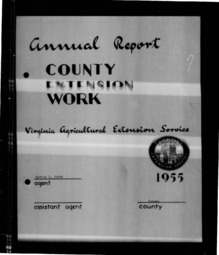 Annual Report
COUNTY
EXTENSION
WORK
Virginia Agricultural Extension Service
1955
agent
assistant agent
county